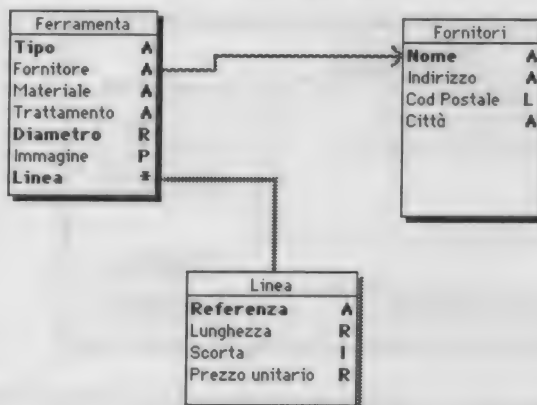 Ferramenta
Tipo A
Fornitore A
Materiale A
Trattamento A
Diametro R
Immagine P
Linea *
Fornitori
Nome A
Indirizzo A
Cod Postale L
Città A
Linea
Referenza A
Lunghezza R
Scorta I
Prezzo unitario R